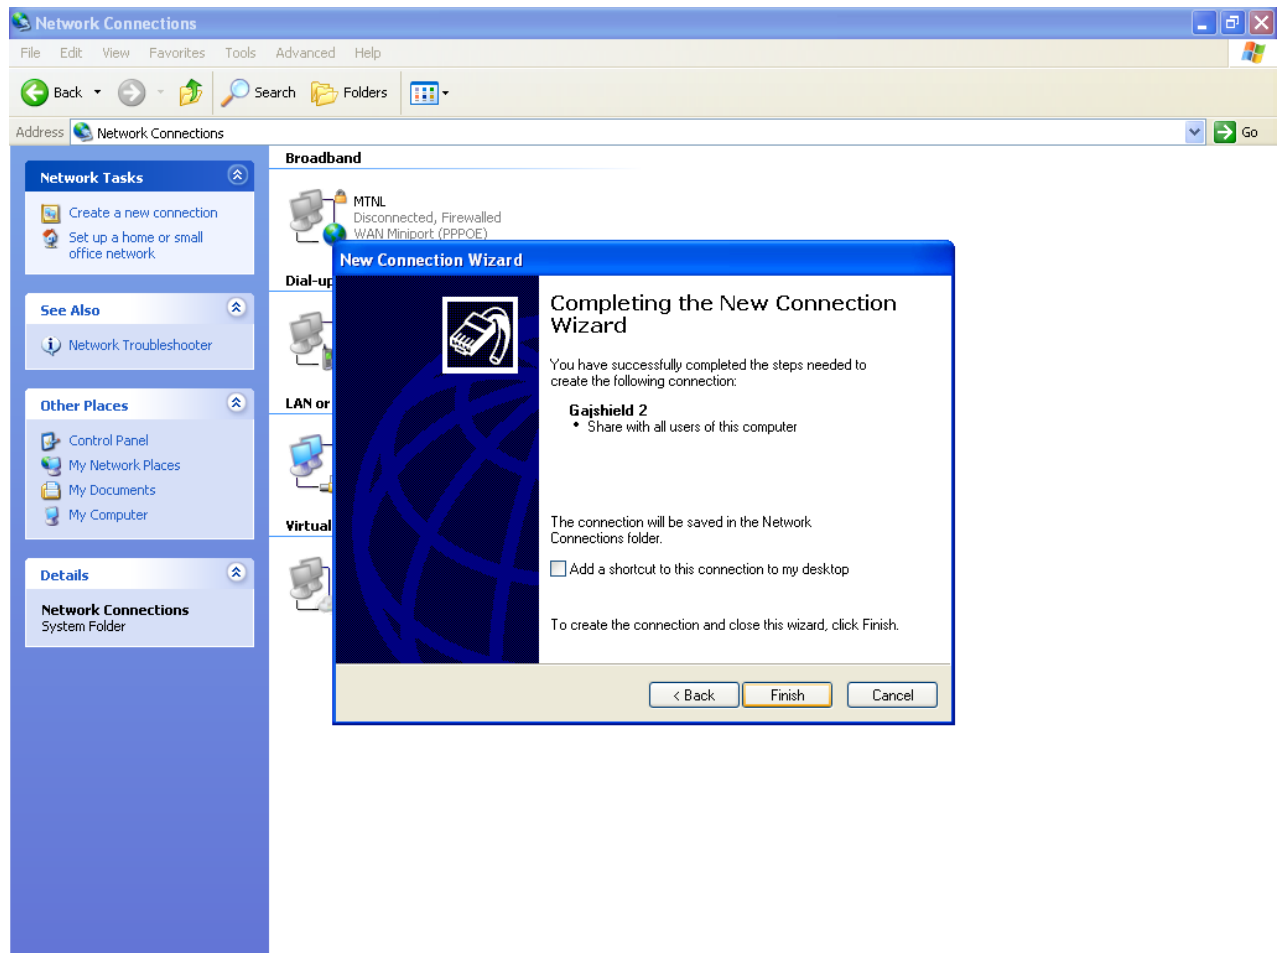 Network Connections
File Edit View Favorites Tools Advanced Help
Back Search Folders
Address Network Connections Go
Network Tasks
Create a new connection
Set up a home or small
office network
See Also
Network Troubleshooter
Other Places
Control Panel
My Network Places
My Documents
My Computer
Details
Network Connections
System Folder
Broadband
MTNL
Disconnected, Firewalled
WAN Miniport (PPPOE)
Dial-up
LAN or
Virtual
New Connection Wizard
Completing the New Connection
Wizard
You have successfully completed the steps needed to
create the following connection:
Gajshield 2
• Share with all users of this computer
The connection will be saved in the Network
Connections folder.
Add a shortcut to this connection to my desktop
To create the connection and close this wizard, click Finish.
< Back Finish Cancel